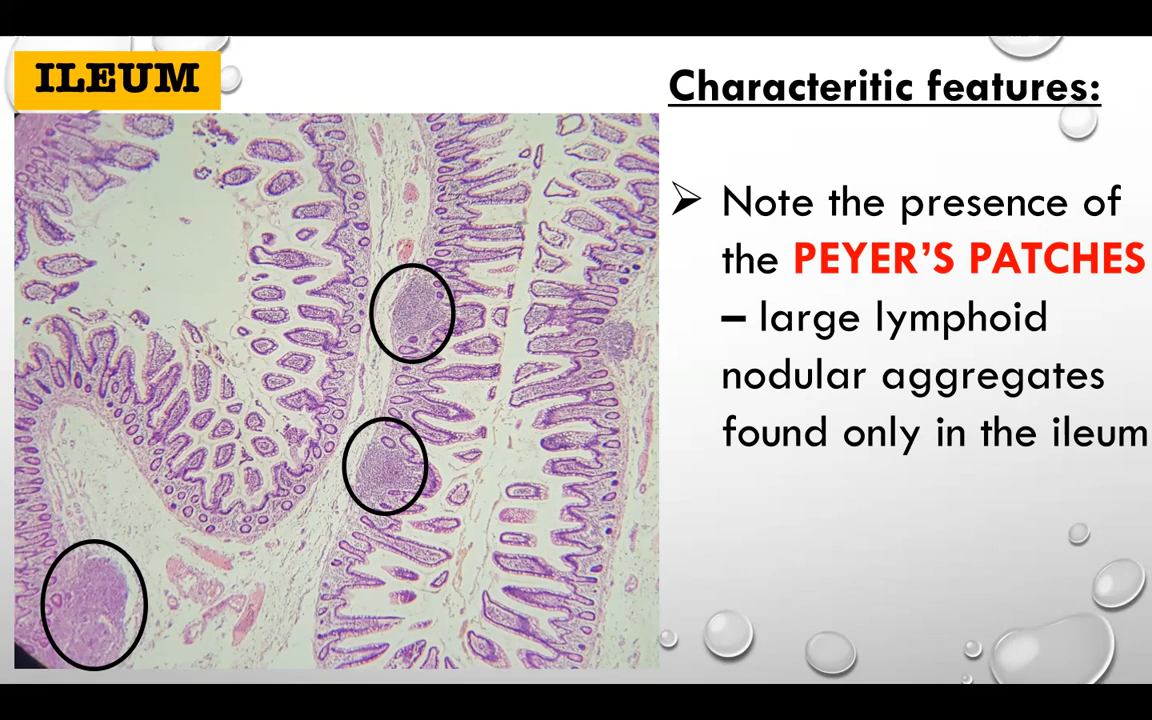 ILEUM
Characteritic features:
➢ Note the presence of
the PEYER’S PATCHES
– large lymphoid
nodular aggregates
found only in the ileum